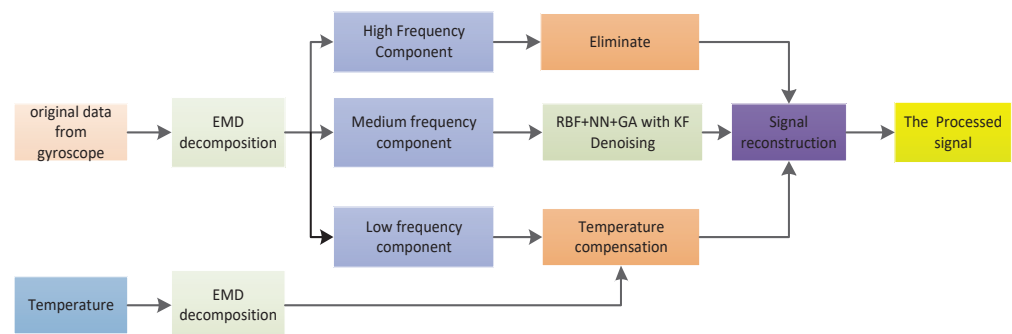 High Frequency
Component
Eliminate
original data
from
gyroscope
EMD
decomposition
Medium frequency
component
RBF+NN+GA with KF
Denoising
Signal
reconstruction
The Processed
signal
Low frequency
component
Temperature
compensation
Temperature
EMD
decomposition